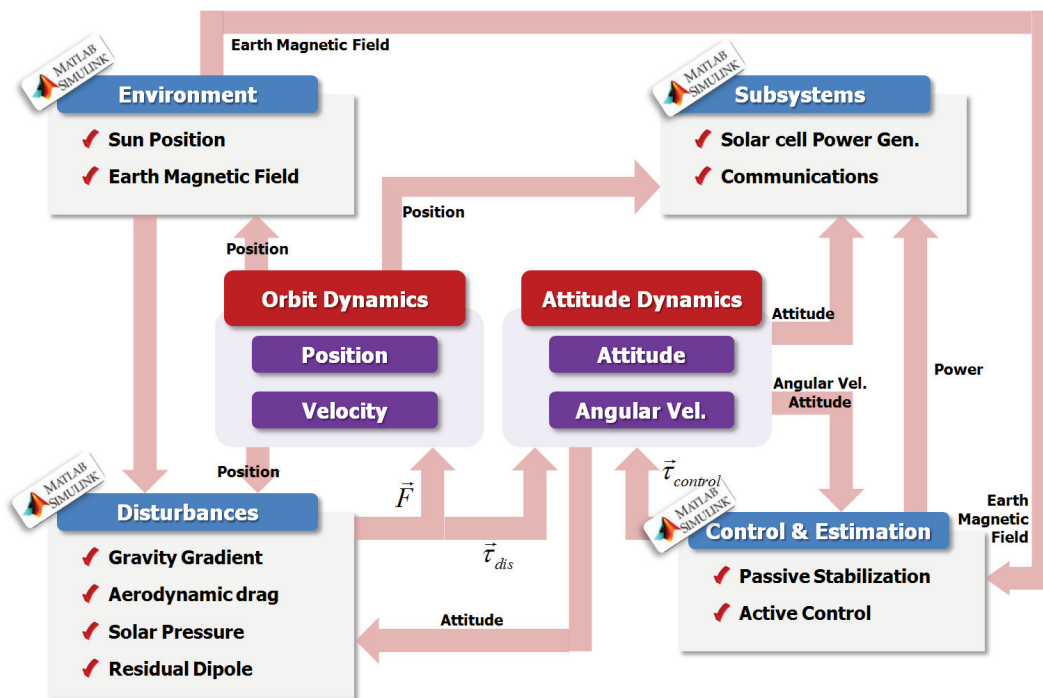 Earth Magnetic Field
MATLAB
SIMULINK
Environment
Sun Position
Earth Magnetic Field
MATLAB
SIMULINK
Subsystems
Solar cell Power Gen.
Communications
Position
Position
Orbit Dynamics
Position
Velocity
Attitude Dynamics
Attitude
Angular Vel.
Attitude
Angular Vel.
Attitude
Power
Position
F⃗
τ⃗dis
τ⃗control
Earth
Magnetic
Field
MATLAB
SIMULINK
Disturbances
Gravity Gradient
Aerodynamic drag
Solar Pressure
Residual Dipole
Attitude
MATLAB
SIMULINK
Control & Estimation
Passive Stabilization
Active Control